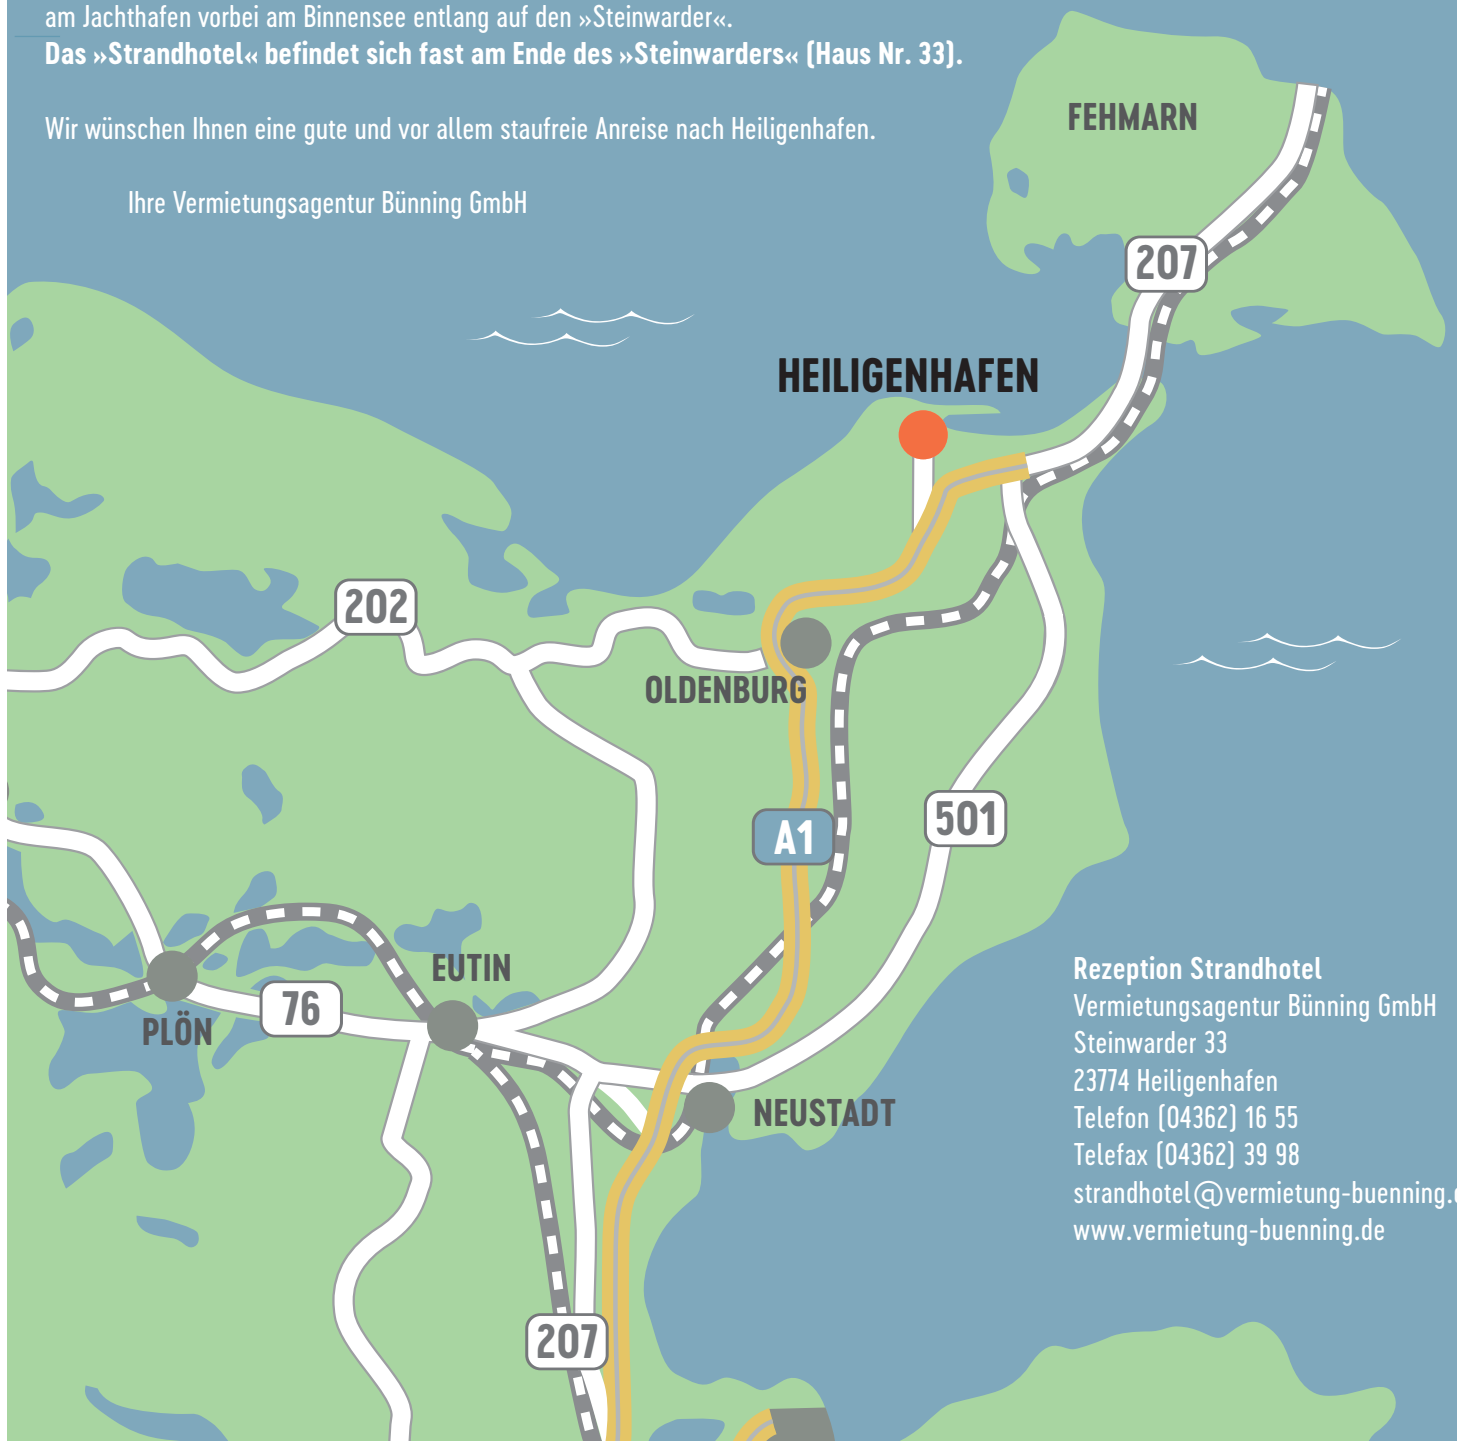 am Jachthafen vorbei am Binnensee entlang auf den »Steinwarder«.
Das »Strandhotel« befindet sich fast am Ende des »Steinwarders« (Haus Nr. 33).
Wir wünschen Ihnen eine gute und vor allem staufreie Anreise nach Heiligenhafen.
Ihre Vermietungsagentur Bünning GmbH
FEHMARN
207
HEILIGENHAFEN
202
OLDENBURG
A1
501
EUTIN
76
PLÖN
NEUSTADT
207
Rezeption Strandhotel
Vermietungsagentur Bünning GmbH
Steinwarder 33
23774 Heiligenhafen
Telefon (04362) 16 55
Telefax (04362) 39 98
strandhotel@vermietung-buenning.
www.vermietung-buenning.de